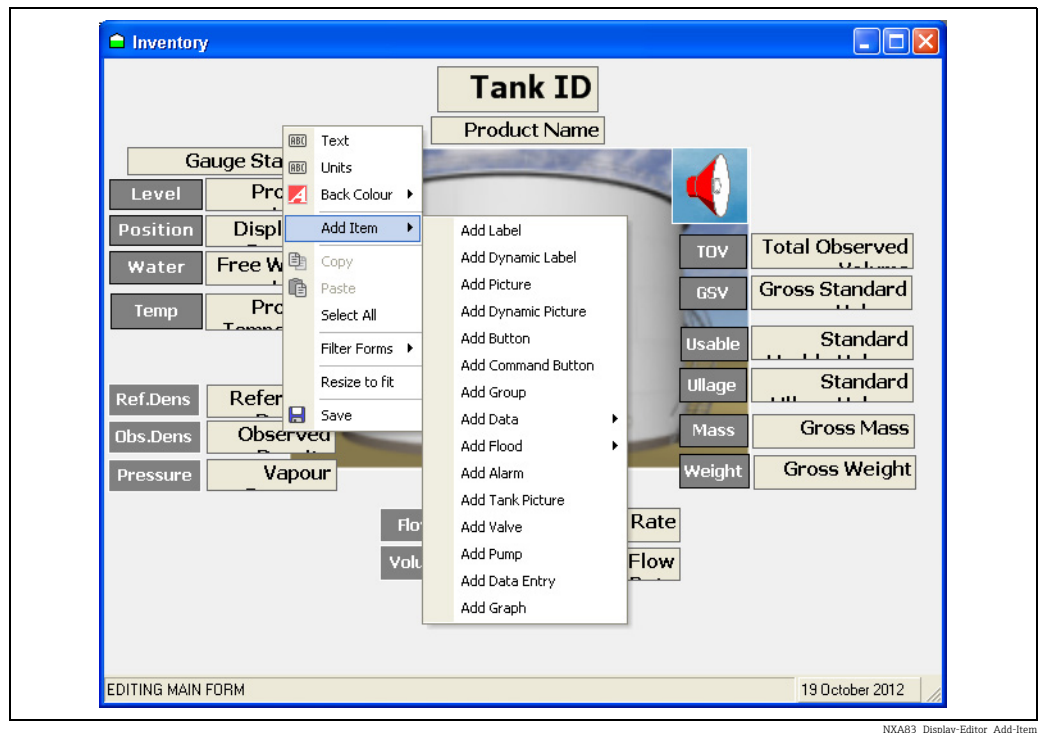 Inventory
Tank ID
Product Name
Gauge Sta
Level
Position Displ
Water Free W
Temp
Ref.Dens Refer
Obs.Dens Observed
Pressure Vapour
ABC Text
ABC Units
Back Colour
Add Item
Copy
Paste
Select All
Filter Forms
Resize to fit
Save
Add Label
Add Dynamic Label
Add Picture
Add Dynamic Picture
Add Button
Add Command Button
Add Group
Add Data
Add Flood
Add Alarm
Add Tank Picture
Add Valve
Add Pump
Add Data Entry
Add Graph
TOV Total Observed
GSV Gross Standard
Usable Standard
Ullage Standard
Mass Gross Mass
Weight Gross Weight
Flo Rate
Volu Flow
EDITING MAIN FORM
19 October 2012
NXA83_Display-Editor_Add-Item